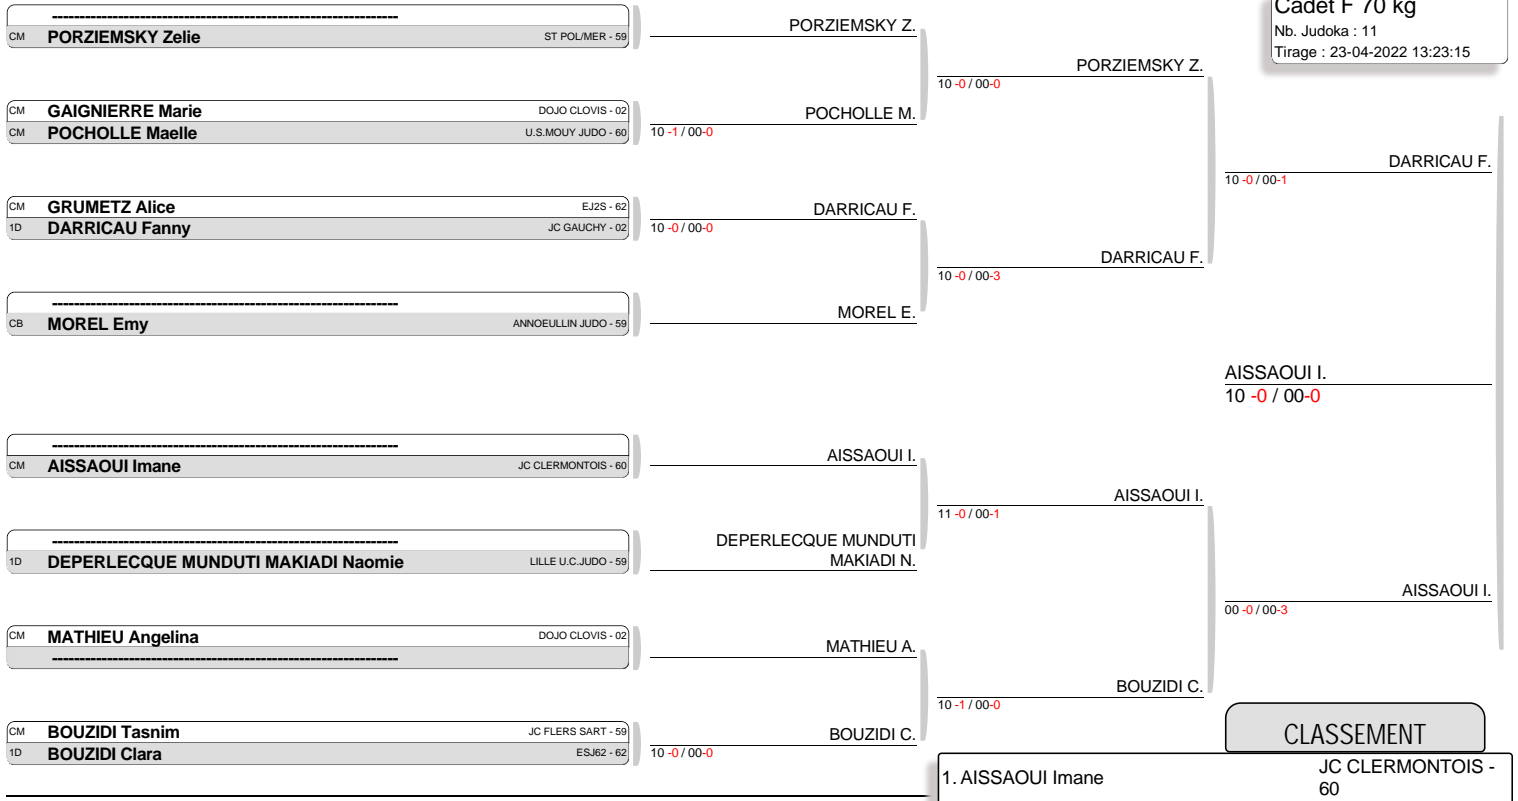 Cadet F 70 kg
Nb. Judoka : 11
Tirage : 23-04-2022 13:23:15
--------------------------------------------------------------------
CM PORZIEMSKY Zelie ST POL/MER - 59
CM GAIGNIERRE Marie DOJO CLOVIS - 02
CM POCHOLLE Maelle U.S.MOUY JUDO - 60
CM GRUMETZ Alice EJ2S - 62
1D DARRICAU Fanny JC GAUCHY - 02
--------------------------------------------------------------------
CB MOREL Emy ANNOEULLIN JUDO - 59
--------------------------------------------------------------------
CM AISSAOUI Imane JC CLERMONTOIS - 60
--------------------------------------------------------------------
1D DEPERLECQUE MUNDUTI MAKIADI Naomie LILLE U.C.JUDO - 59
CM MATHIEU Angelina DOJO CLOVIS - 02
--------------------------------------------------------------------
CM BOUZIDI Tasnim JC FLERS SART - 59
1D BOUZIDI Clara ESJ62 - 62
PORZIEMSKY Z.
POCHOLLE M.
10 -1 / 00-0
DARRICAU F.
10 -0 / 00-0
MOREL E.
AISSAOUI I.
DEPERLECQUE MUNDUTI
MAKIADI N.
MATHIEU A.
BOUZIDI C.
10 -0 / 00-0
PORZIEMSKY Z.
10 -0 / 00-0
DARRICAU F.
10 -0 / 00-3
AISSAOUI I.
11 -0 / 00-1
BOUZIDI C.
10 -1 / 00-0
DARRICAU F.
10 -0 / 00-1
AISSAOUI I.
10 -0 / 00-0
AISSAOUI I.
00 -0 / 00-3
CLASSEMENT
1. AISSAOUI Imane JC CLERMONTOIS -
60